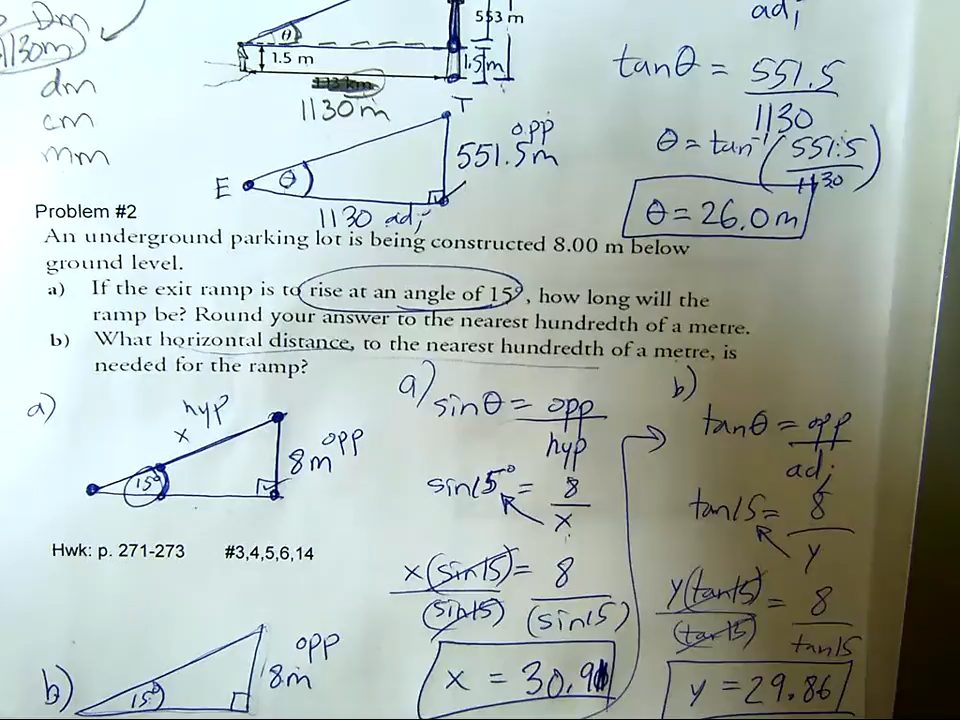 Dm
1130m
dm
cm
mm
θ
553 m
1.5 m
1.5 m
1130 m
adj
tanθ = 551.5
1130
θ = tan⁻¹ (551.5
1130)
θ = 26.0 m
T
opp
551.5m
E
θ
1130 adj
Problem #2
An underground parking lot is being constructed 8.00 m below
ground level.
a) If the exit ramp is to rise at an angle of 15°, how long will the
ramp be? Round your answer to the nearest hundredth of a metre.
b) What horizontal distance, to the nearest hundredth of a metre, is
needed for the ramp?
a)
hyp
x
opp
8m
15°
Hwk: p. 271-273 #3,4,5,6,14
b)
opp
8m
15°
a) sinθ = opp
hyp
sin15° = 8
x
x(sin15) = 8
(sin15) (sin15)
x = 30.91
b)
tanθ = opp
adj
tan15 = 8
y
y(tan15) = 8
(tan15) tan15
y = 29.86